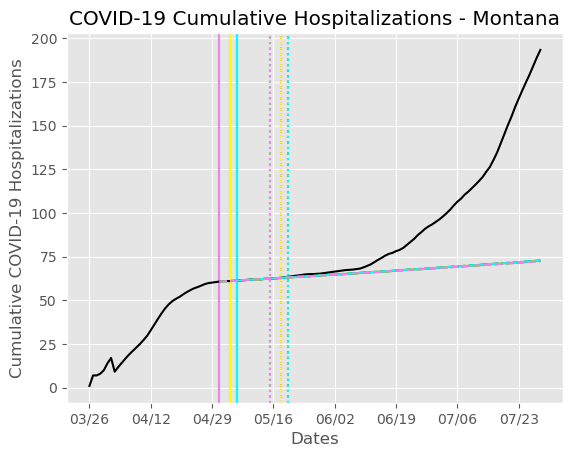 COVID-19 Cumulative Hospitalizations - Montana
200
175
150
125
100
75
50
25
0
Cumulative COVID-19 Hospitalizations
03/26 04/12 04/29 05/16 06/02 06/19 07/06 07/23
Dates